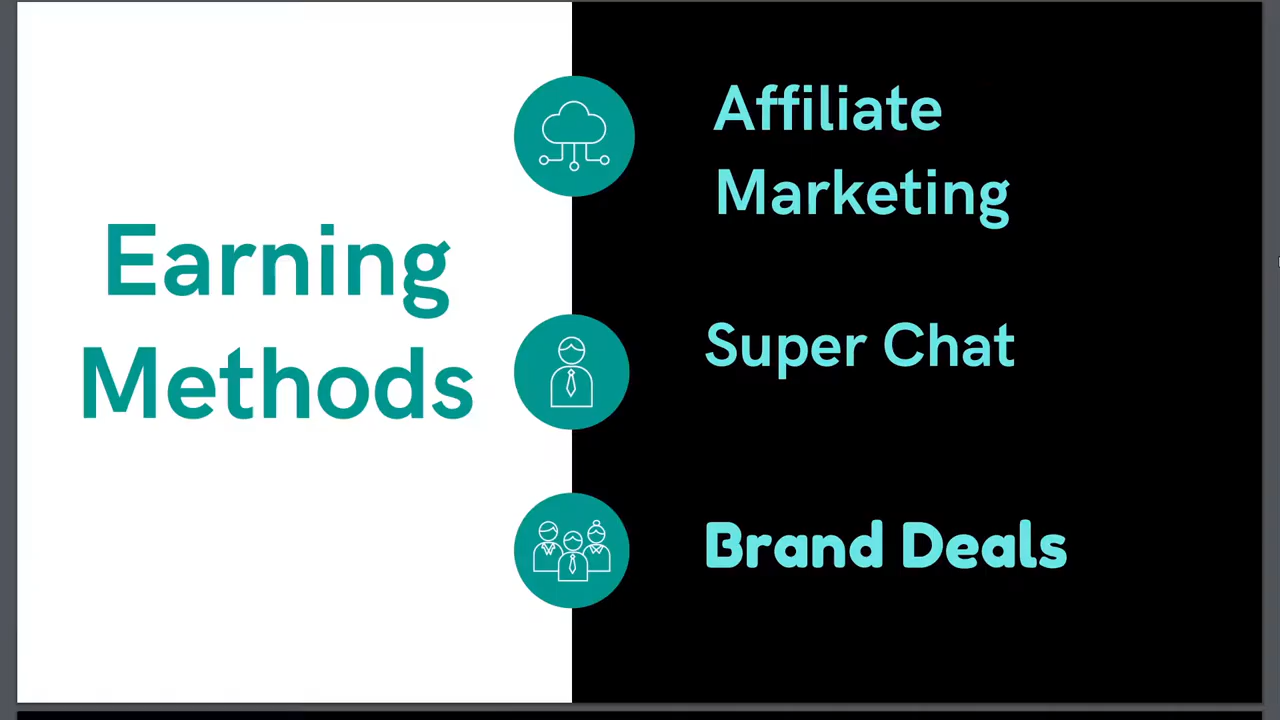 Earning
Methods
Affiliate
Marketing
Super Chat
Brand Deals